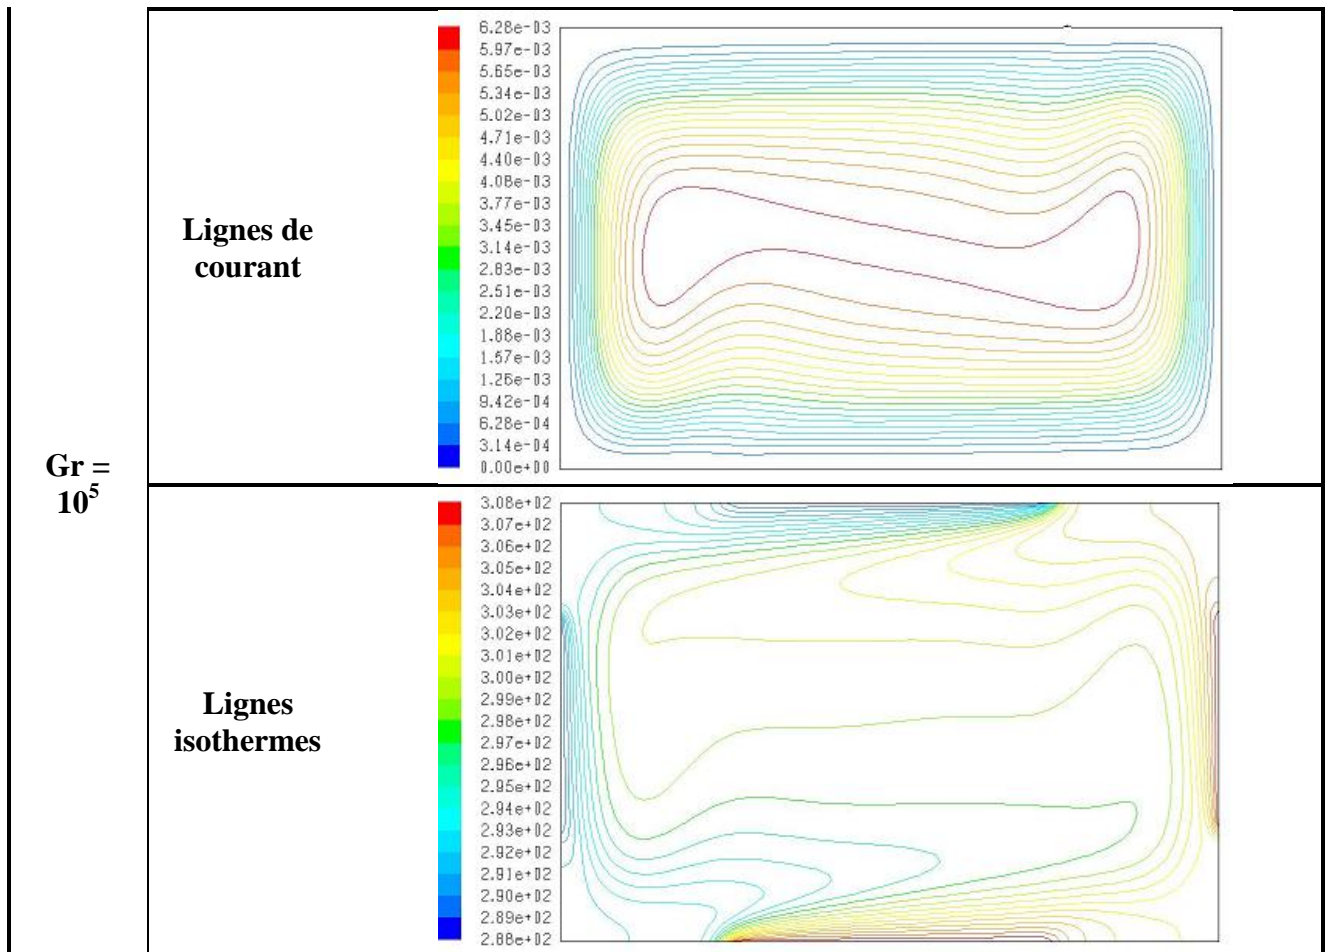 Gr =
10⁵
Lignes de
courant
6.28e-03
5.97e-03
5.65e-03
5.34e-03
5.02e-03
4.71e-03
4.40e-03
4.08e-03
3.77e-03
3.45e-03
3.14e-03
2.83e-03
2.51e-03
2.20e-03
1.88e-03
1.57e-03
1.26e-03
9.42e-04
6.28e-04
3.14e-04
0.00e+00
Lignes
isothermes
3.08e+02
3.07e+02
3.06e+02
3.05e+02
3.04e+02
3.03e+02
3.02e+02
3.01e+02
3.00e+02
2.99e+02
2.98e+02
2.97e+02
2.96e+02
2.95e+02
2.94e+02
2.93e+02
2.92e+02
2.91e+02
2.90e+02
2.89e+02
2.88e+02